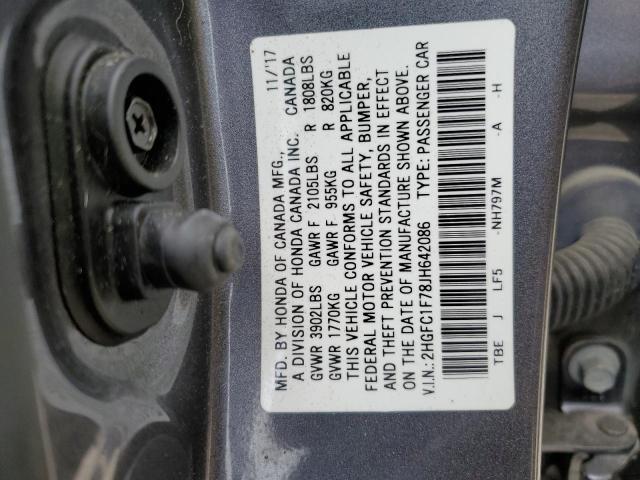 MFD. BY HONDA OF CANADA MFG., 11/'17
A DIVISION OF HONDA CANADA INC. CANADA
GVWR 3902LBS GAWR F 2105LBS R 1808LBS
GVWR 1770KG GAWR F 955KG R 820KG
THIS VEHICLE CONFORMS TO ALL APPLICABLE
FEDERAL MOTOR VEHICLE SAFETY, BUMPER,
AND THEFT PREVENTION STANDARDS IN EFFECT
ON THE DATE OF MANUFACTURE SHOWN ABOVE.
V.I.N.: 2HGFC1F78JH642086 TYPE: PASSENGER CAR
TBE J LF5 -NH797M -A -H